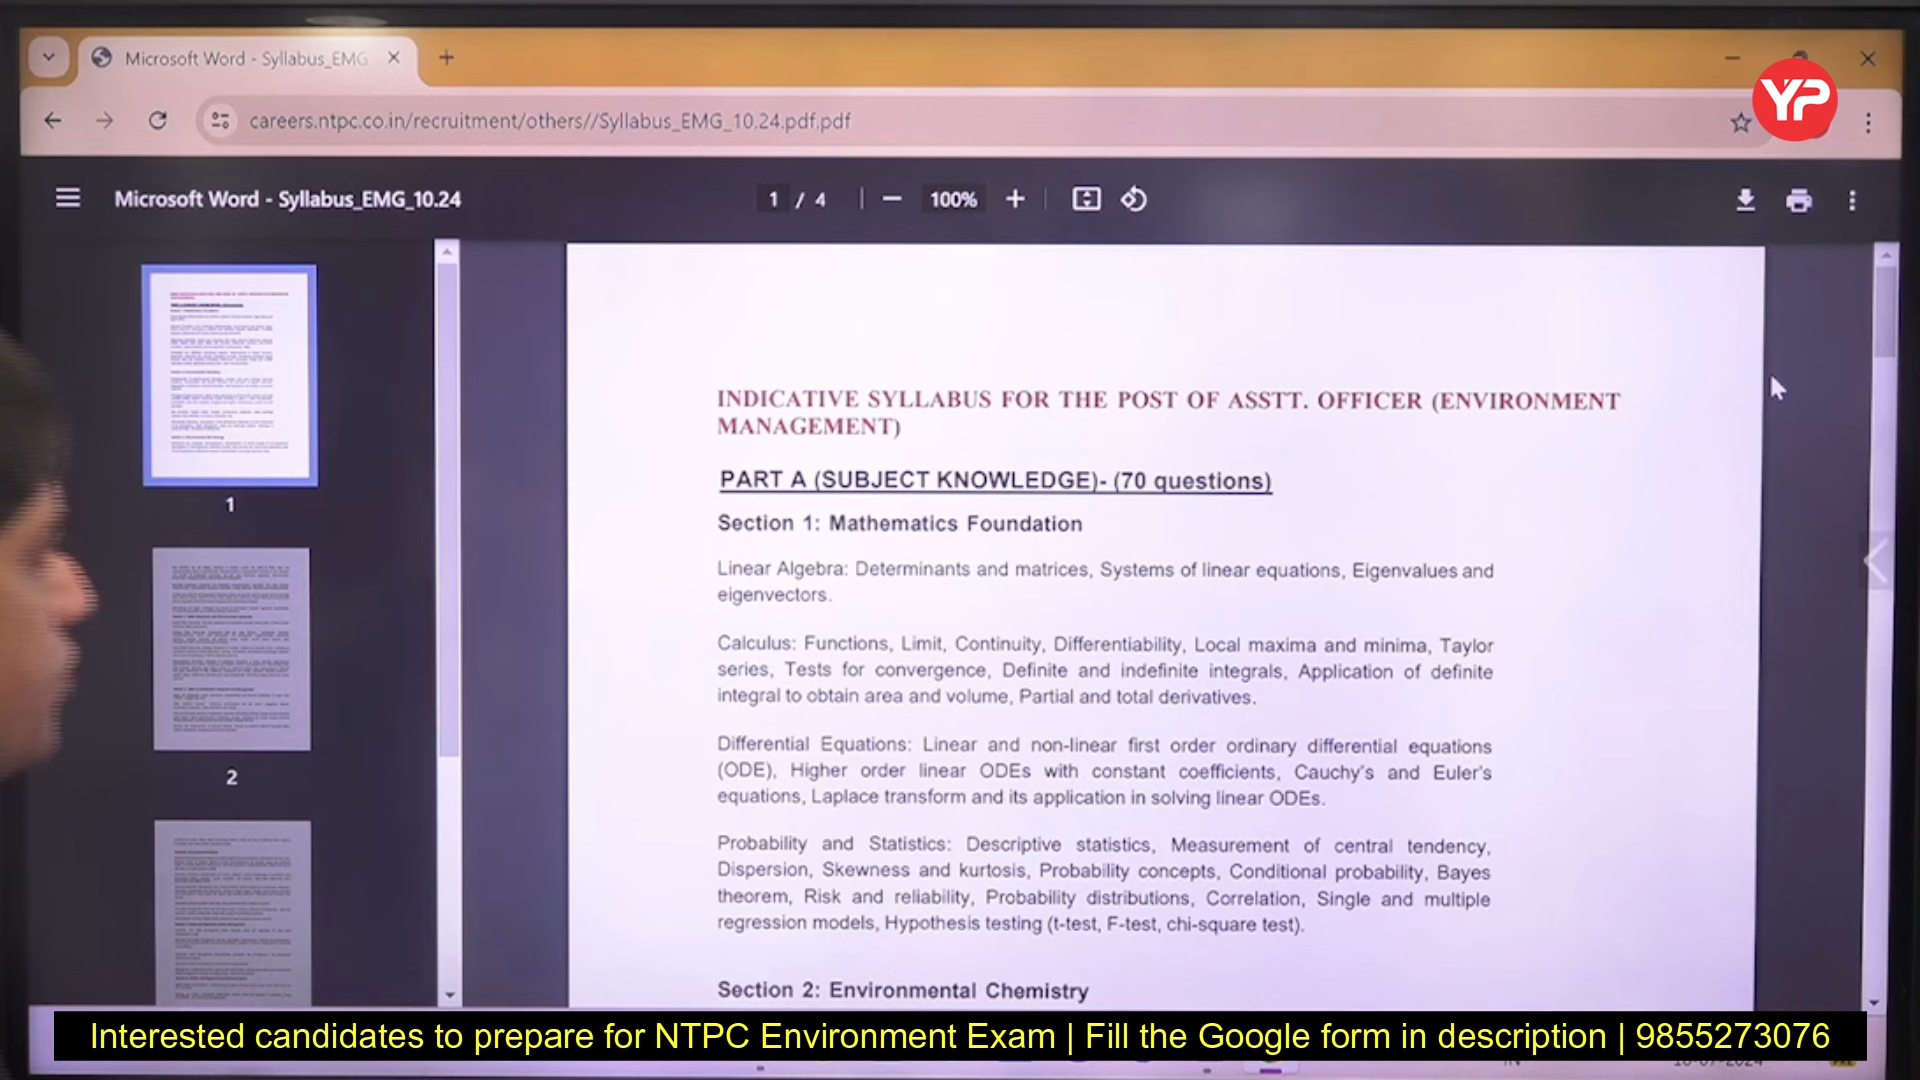 Microsoft Word - Syllabus_EMG
YP
careers.ntpc.co.in/recruitment/others//Syllabus_EMG_10.24.pdf.pdf
Microsoft Word - Syllabus_EMG_10.24
1 / 4
100%
INDICATIVE SYLLABUS FOR THE POST OF ASSTT. OFFICER (ENVIRONMENT
MANAGEMENT)
PART A (SUBJECT KNOWLEDGE)- (70 questions)
Section 1: Mathematics Foundation
Linear Algebra: Determinants and matrices, Systems of linear equations, Eigenvalues and
eigenvectors.
Calculus: Functions, Limit, Continuity, Differentiability, Local maxima and minima, Taylor
series, Tests for convergence, Definite and indefinite integrals, Application of definite
integral to obtain area and volume, Partial and total derivatives.
Differential Equations: Linear and non-linear first order ordinary differential equations
(ODE), Higher order linear ODEs with constant coefficients, Cauchy's and Euler's
equations, Laplace transform and its application in solving linear ODEs.
Probability and Statistics: Descriptive statistics, Measurement of central tendency,
Dispersion, Skewness and kurtosis, Probability concepts, Conditional probability, Bayes
theorem, Risk and reliability, Probability distributions, Correlation, Single and multiple
regression models, Hypothesis testing (t-test, F-test, chi-square test).
Section 2: Environmental Chemistry
1
2
Interested candidates to prepare for NTPC Environment Exam | Fill the Google form in description | 9855273076